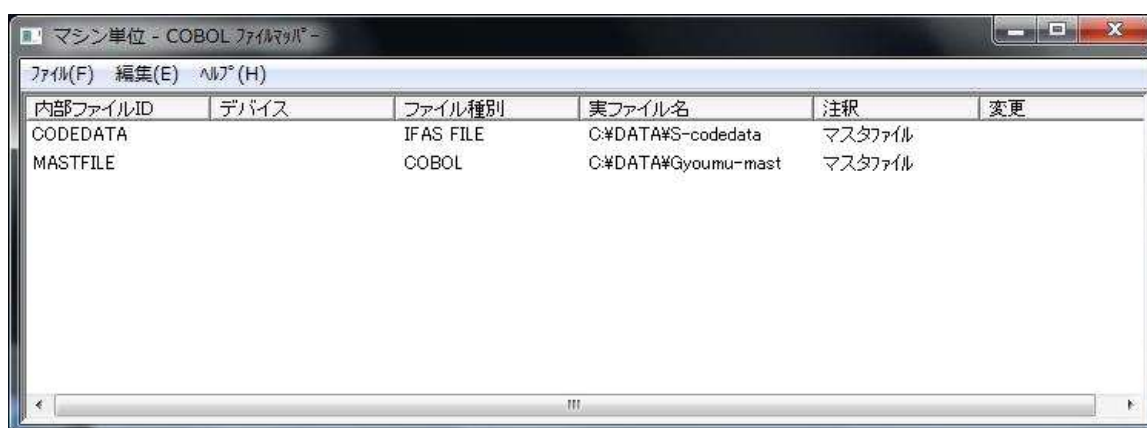 マシン単位 - COBOL ﾌｧｲﾙﾏｯﾊﾟｰ
ﾌｧｲﾙ(F) 編集(E) ﾍﾙﾌﾟ(H)
内部ファイルID デバイス ファイル種別 実ファイル名 注釈 変更
CODEDATA IFAS FILE C:¥DATA¥S-codedata マスタﾌｧｲﾙ
MASTFILE COBOL C:¥DATA¥Gyoumu-mast マスタﾌｧｲﾙ